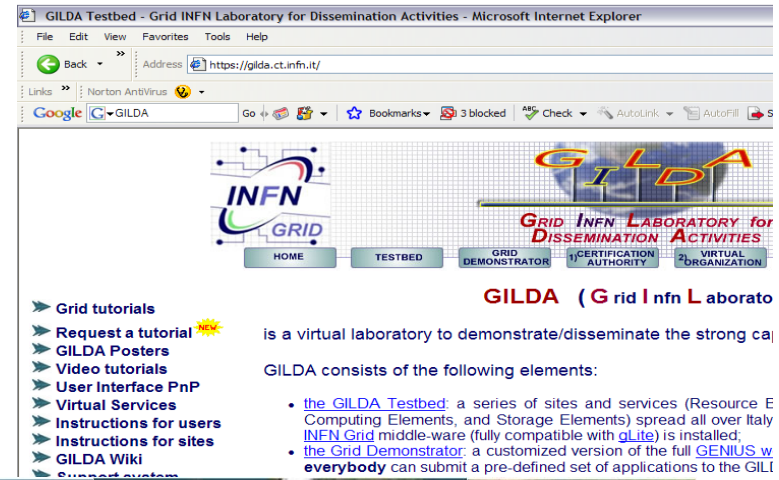 GILDA Testbed - Grid INFN Laboratory for Dissemination Activities - Microsoft Internet Explorer
File Edit View Favorites Tools Help
Back Address https://gilda.ct.infn.it/
Links Norton AntiVirus
Google G GILDA Go Bookmarks 3 blocked ABC Check AutoLink AutoFill S
INFN
GRID
GILDA
GRID INFN LABORATORY for
DISSEMINATION ACTIVITIES
HOME TESTBED GRID DEMONSTRATOR 1) CERTIFICATION AUTHORITY 2) VIRTUAL ORGANIZATION
GILDA ( G rid I nfn L aborato
Grid tutorials
Request a tutorial NEW
GILDA Posters
Video tutorials
User Interface PnP
Virtual Services
Instructions for users
Instructions for sites
GILDA Wiki
Support system
is a virtual laboratory to demonstrate/disseminate the strong cap
GILDA consists of the following elements:
• the GILDA Testbed: a series of sites and services (Resource B
Computing Elements, and Storage Elements) spread all over Italy
INFN Grid middle-ware (fully compatible with gLite) is installed;
• the Grid Demonstrator: a customized version of the full GENIUS w
everybody can submit a pre-defined set of applications to the GILD